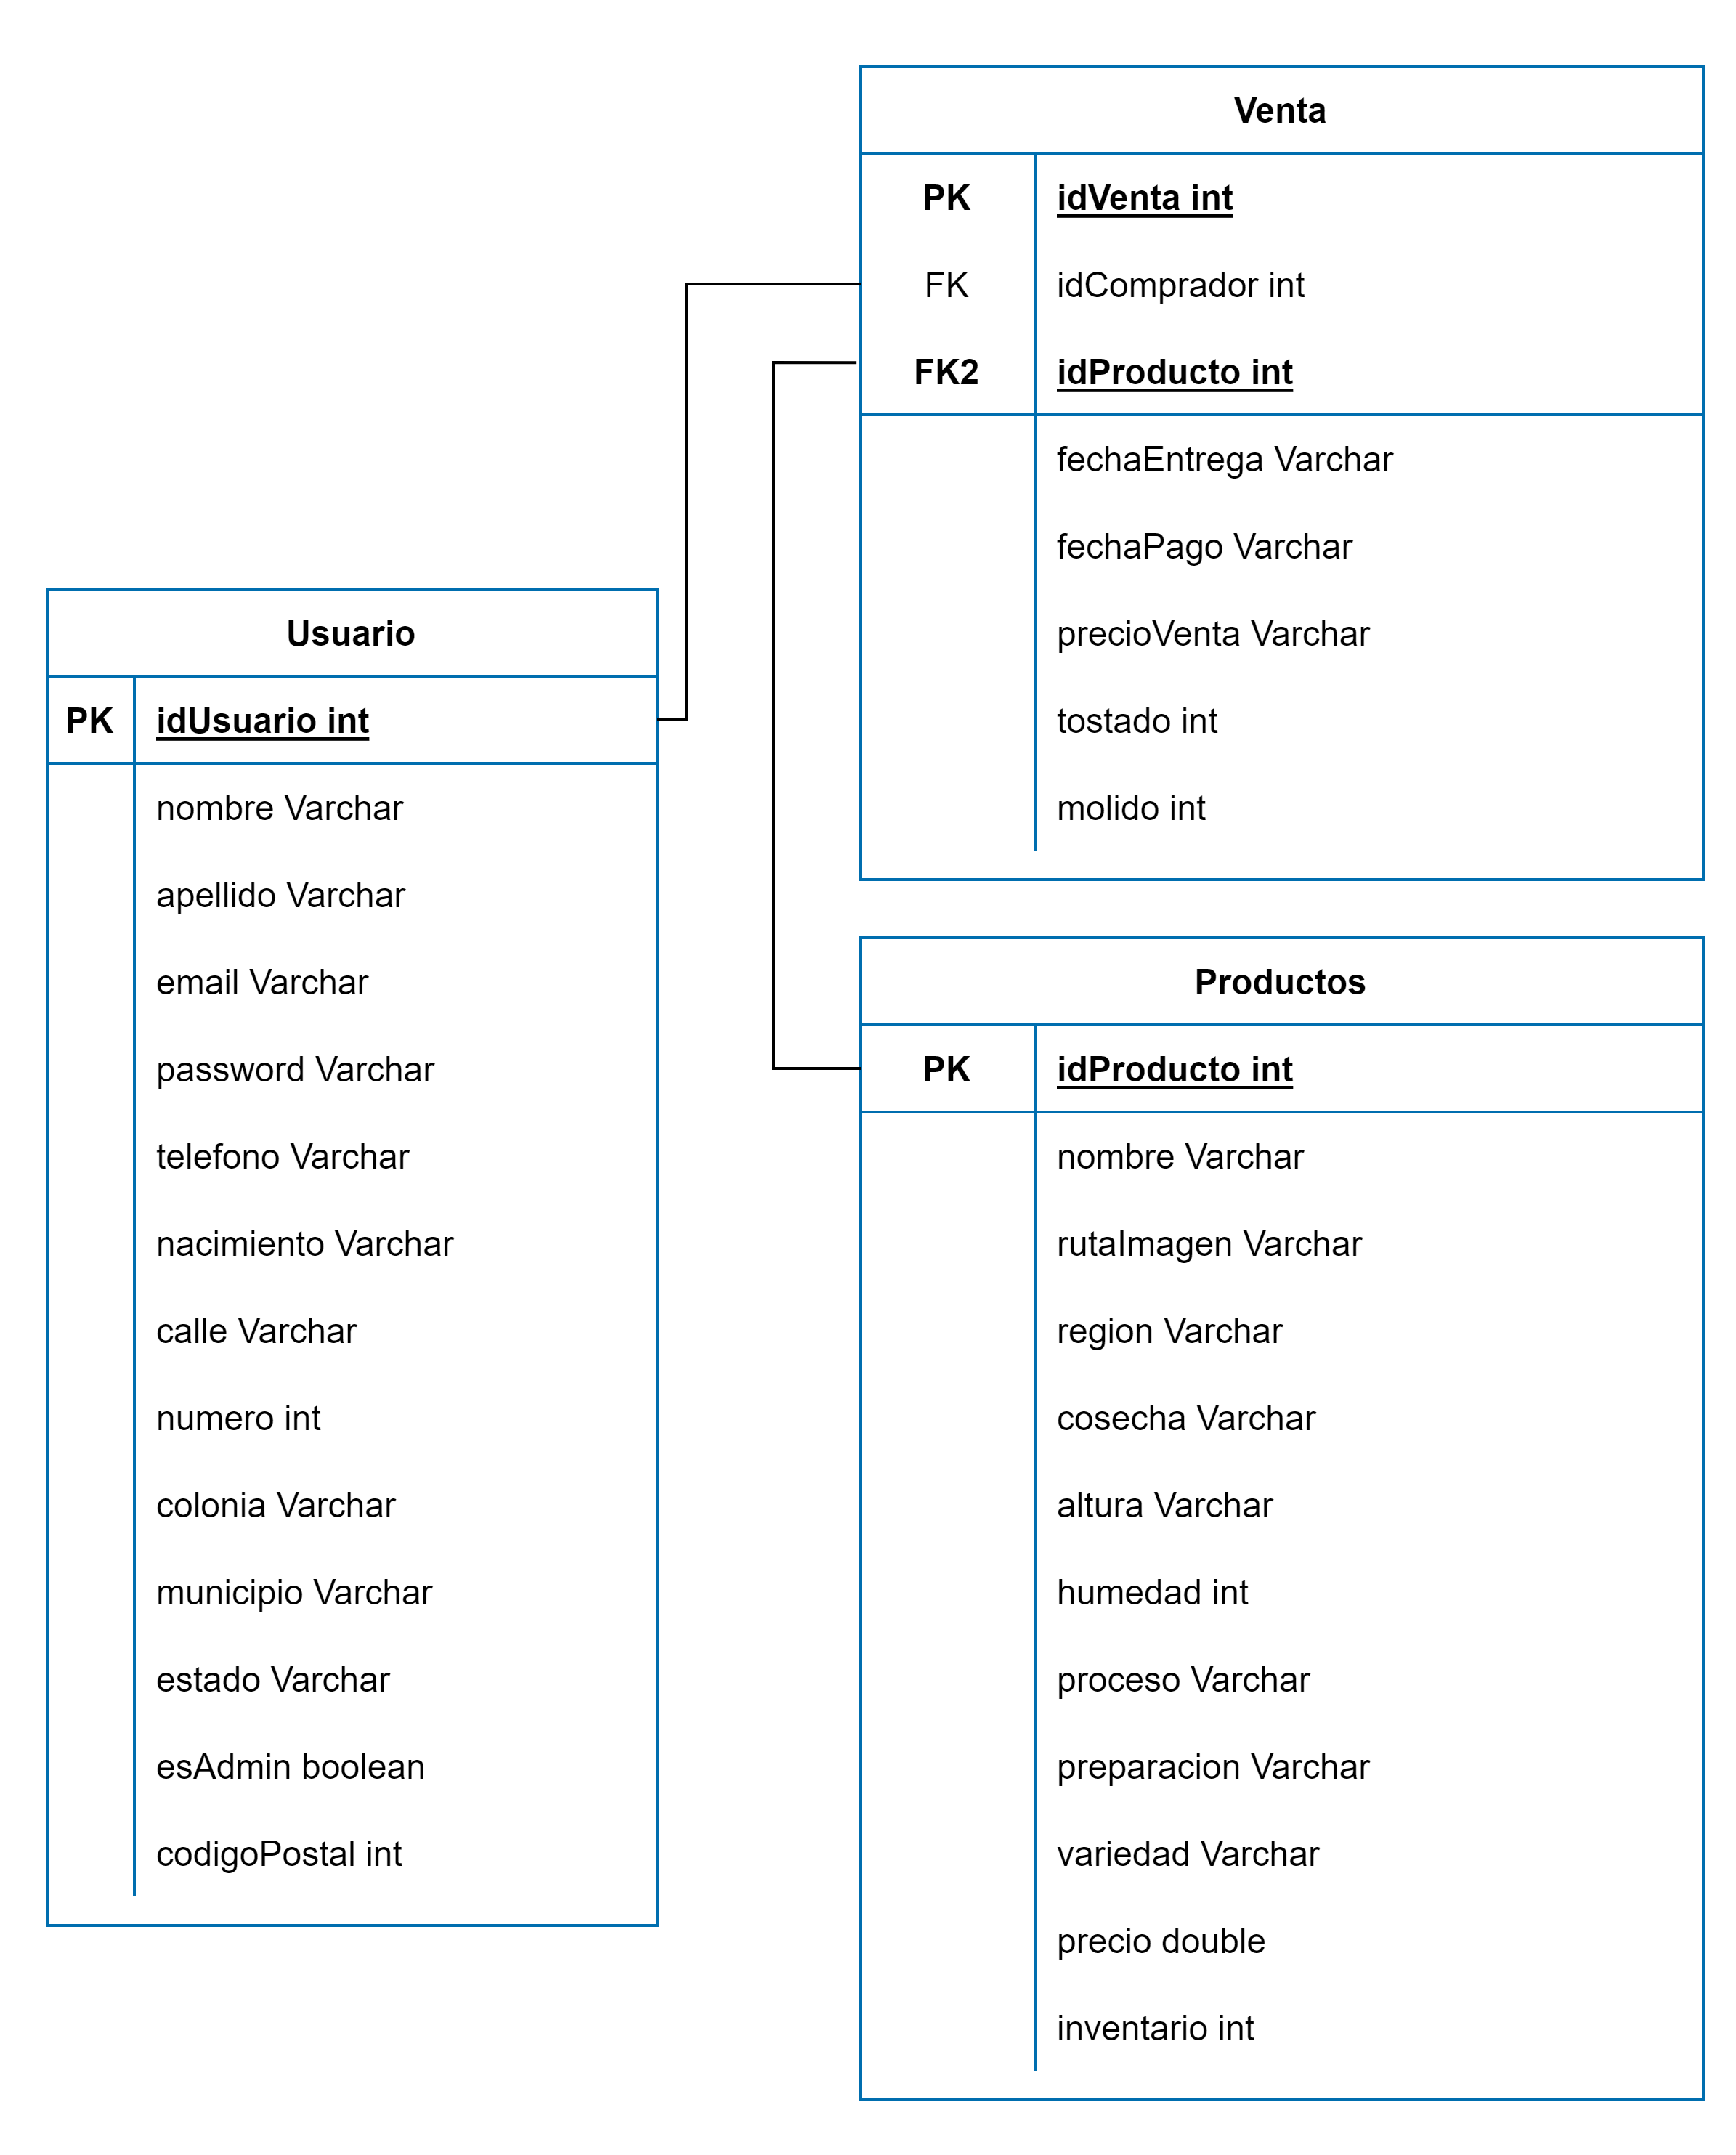 Venta
PK idVenta int
FK idComprador int
FK2 idProducto int
fechaEntrega Varchar
fechaPago Varchar
precioVenta Varchar
tostado int
molido int
Usuario
PK idUsuario int
nombre Varchar
apellido Varchar
email Varchar
password Varchar
telefono Varchar
nacimiento Varchar
calle Varchar
numero int
colonia Varchar
municipio Varchar
estado Varchar
esAdmin boolean
codigoPostal int
Productos
PK idProducto int
nombre Varchar
rutaImagen Varchar
region Varchar
cosecha Varchar
altura Varchar
humedad int
proceso Varchar
preparacion Varchar
variedad Varchar
precio double
inventario int